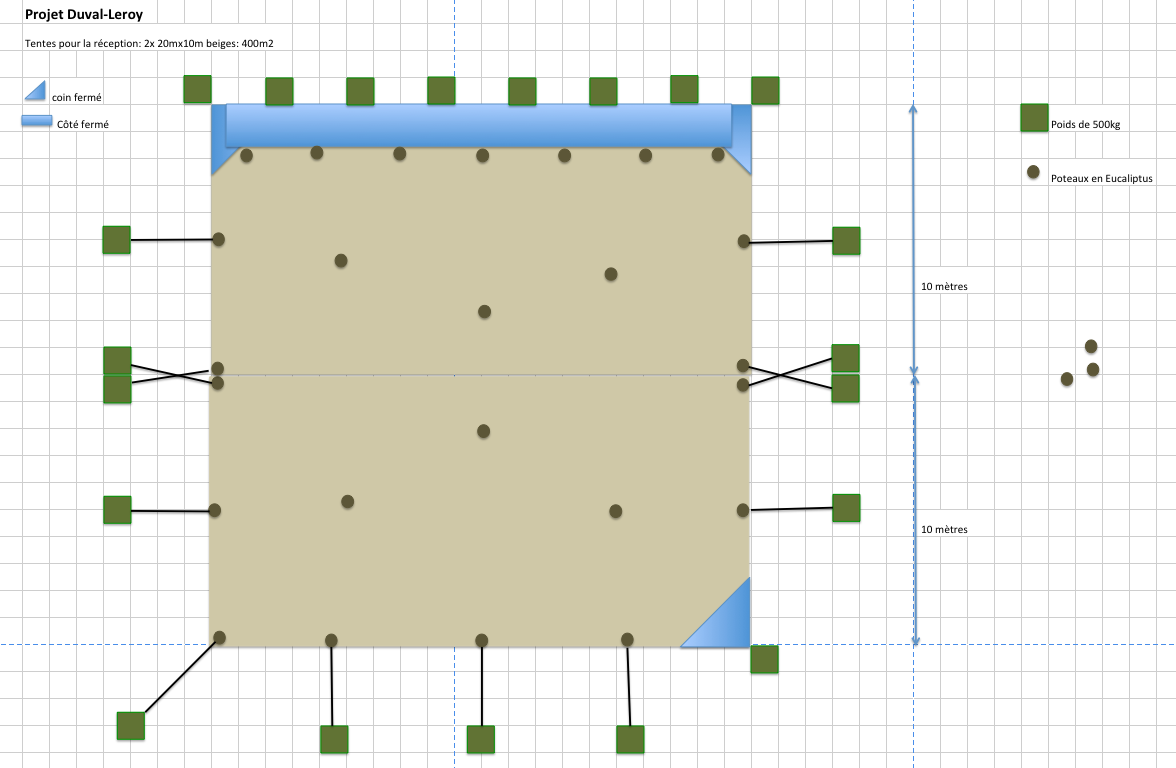 Projet Duval-Leroy
Tentes pour la réception: 2x 20mx10m beiges: 400m2
coin fermé
Côté fermé
Poids de 500kg
Poteaux en Eucaliptus
10 mètres
10 mètres